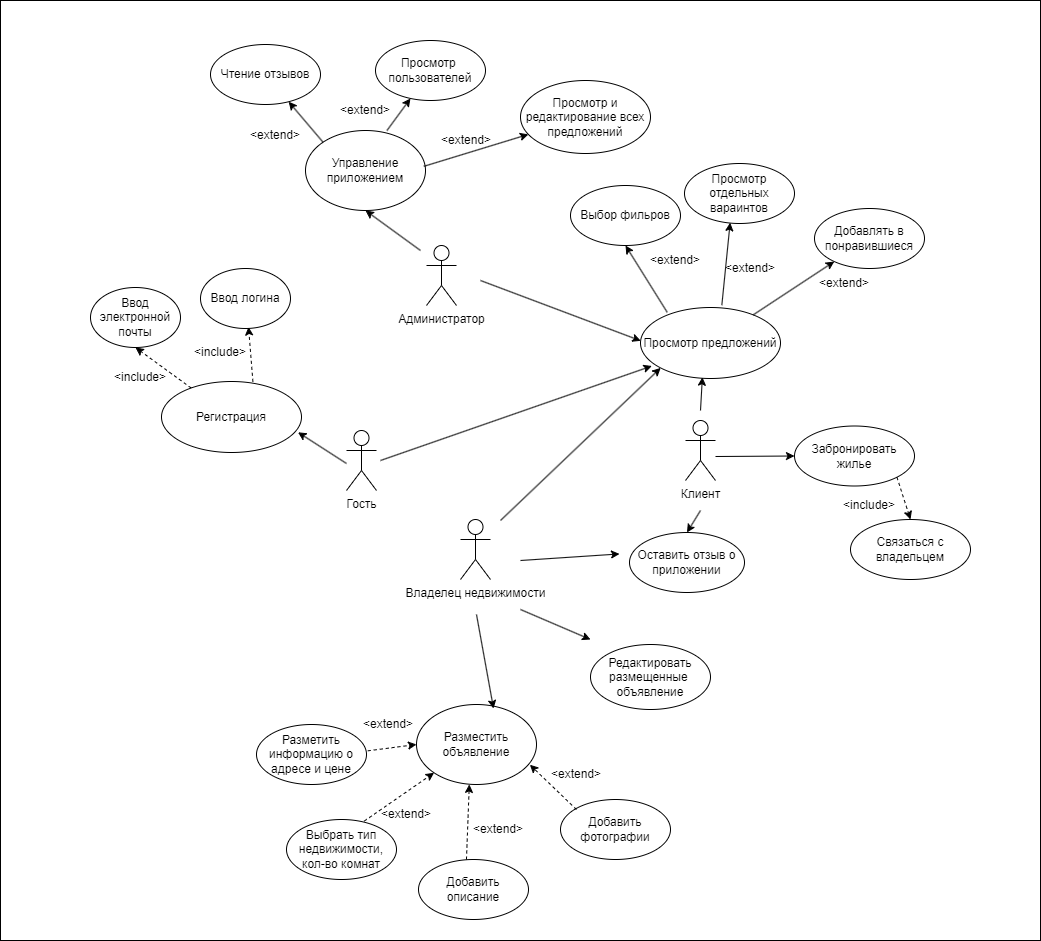 Чтение отзывов
Просмотр
пользователей
<extend>
<extend>
Просмотр и
редактирование всех
предложений
<extend>
Управление
приложением
Просмотр
отдельных
вараинтов
Выбор фильров
Добавлять в
понравившиеся
<extend>
<extend>
<extend>
Администратор
Ввод
электронной
почты
Ввод логина
<include>
<include>
Просмотр предложений
Регистрация
Гость
Клиент
Забронировать
жилье
<include>
Связаться с
владельцем
Оставить отзыв о
приложении
Владелец недвижимости
Редактировать
размещенные
объявление
Разместить
объявление
<extend>
Разметить
информацию о
адресе и цене
<extend>
<extend>
<extend>
Выбрать тип
недвижимости,
кол-во комнат
Добавить
фотографии
Добавить
описание